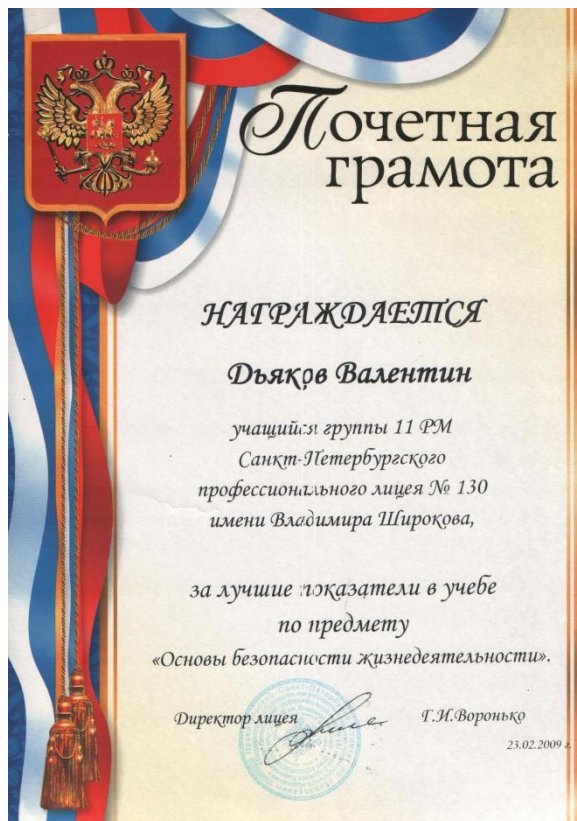 Почетная
грамота
НАГРАЖДАЕТСЯ
Дьяков Валентин
учащийся группы 11 РМ
Санкт-Петербургского
профессионального лицея № 130
имени Владимира Широкова,
за лучшие показатели в учебе
по предмету
«Основы безопасности жизнедеятельности».
Директор лицея Г.И.Воронько
23.02.2009 г.